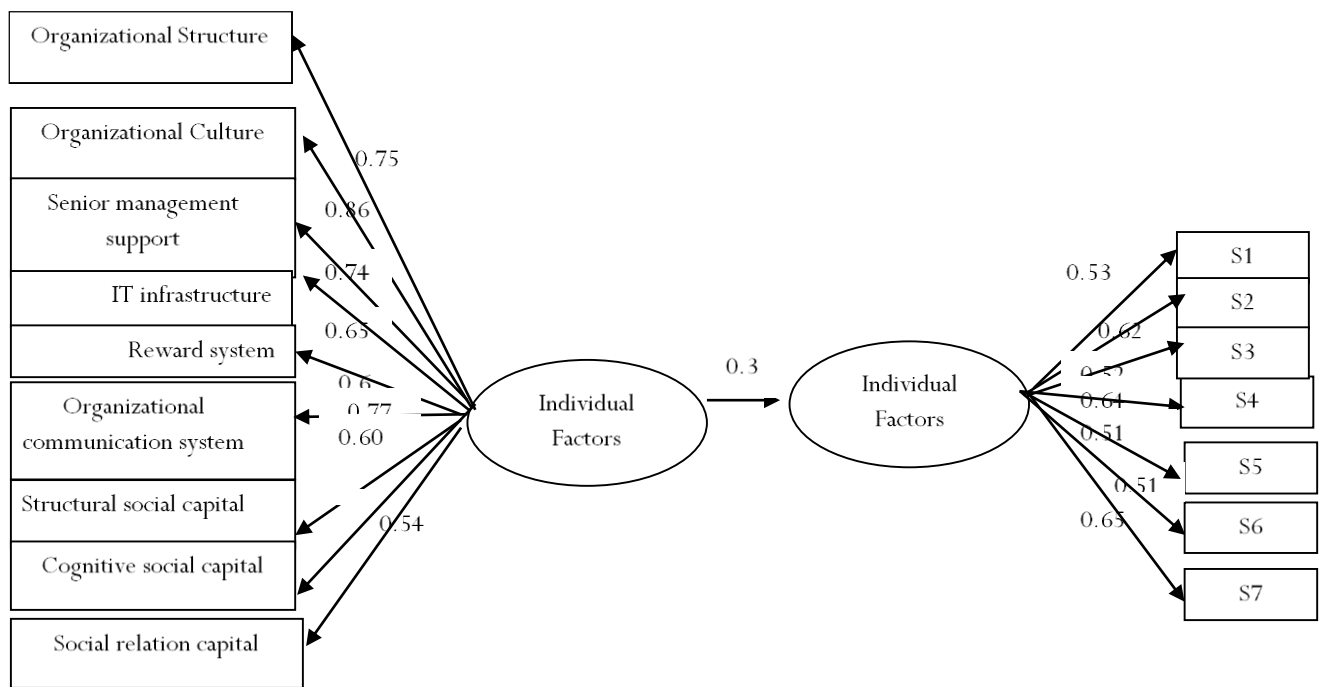 Organizational Structure
Organizational Culture
Senior management
support
IT infrastructure
Reward system
Organizational
communication system
Structural social capital
Cognitive social capital
Social relation capital
0.75
0.86
0.74
0.65
0.6
0.77
0.60
0.54
Individual
Factors
0.3
Individual
Factors
0.53
0.62
0.61
0.51
0.51
0.65
S1
S2
S3
S4
S5
S6
S7